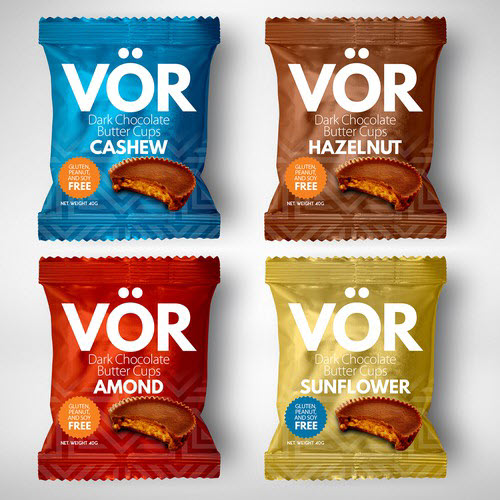 VÖR
Dark Chocolate
Butter Cups
CASHEW
GLUTEN,
PEANUT,
AND SOY
FREE
NET. WEIGHT 40G
VÖR
Dark Chocolate
Butter Cups
HAZELNUT
GLUTEN,
PEANUT,
AND SOY
FREE
NET. WEIGHT 40G
VÖR
Dark Chocolate
Butter Cups
AMOND
GLUTEN,
PEANUT,
AND SOY
FREE
NET. WEIGHT 40G
VÖR
Dark Chocolate
Butter Cups
SUNFLOWER
GLUTEN,
PEANUT,
AND SOY
FREE
NET. WEIGHT 40G